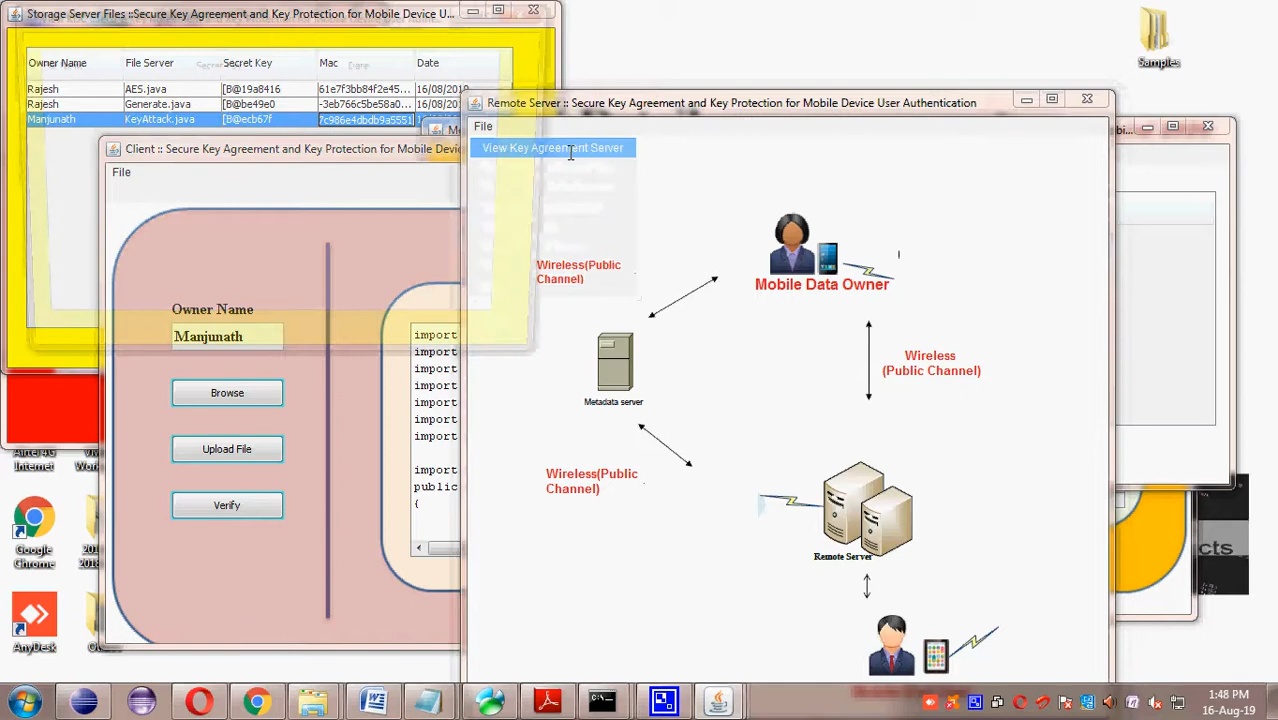 Storage Server Files ::Secure Key Agreement and Key Protection for Mobile Device U...
Owner Name File Server Secret Key Mac Date
Rajesh AES.java [B@19a8416 61e7f3bb84f2e45...
Rajesh Generate.java [B@be49e0 -3eb766c5be58a0... 16/08/2019
Manjunath KeyAttack.java [B@ecb67f 7c986e4dbdb9a5551
Samples
Remote Server :: Secure Key Agreement and Key Protection for Mobile Device User Authentication
File
View Key Agreement Server
Client :: Secure Key Agreement and Key Protection for Mobile Devic
File
Owner Name
Manjunath
Browse
Upload File
Verify
import
import
import
import
import
import
import
import
public
{
Wireless(Public
Channel)
Mobile Data Owner
Wireless
(Public Channel)
Metadata server
Wireless(Public
Channel)
Remote Server
Airtel4G
Internet
Google
Chrome
AnyDesk
cts
1:48 PM
16-Aug-19